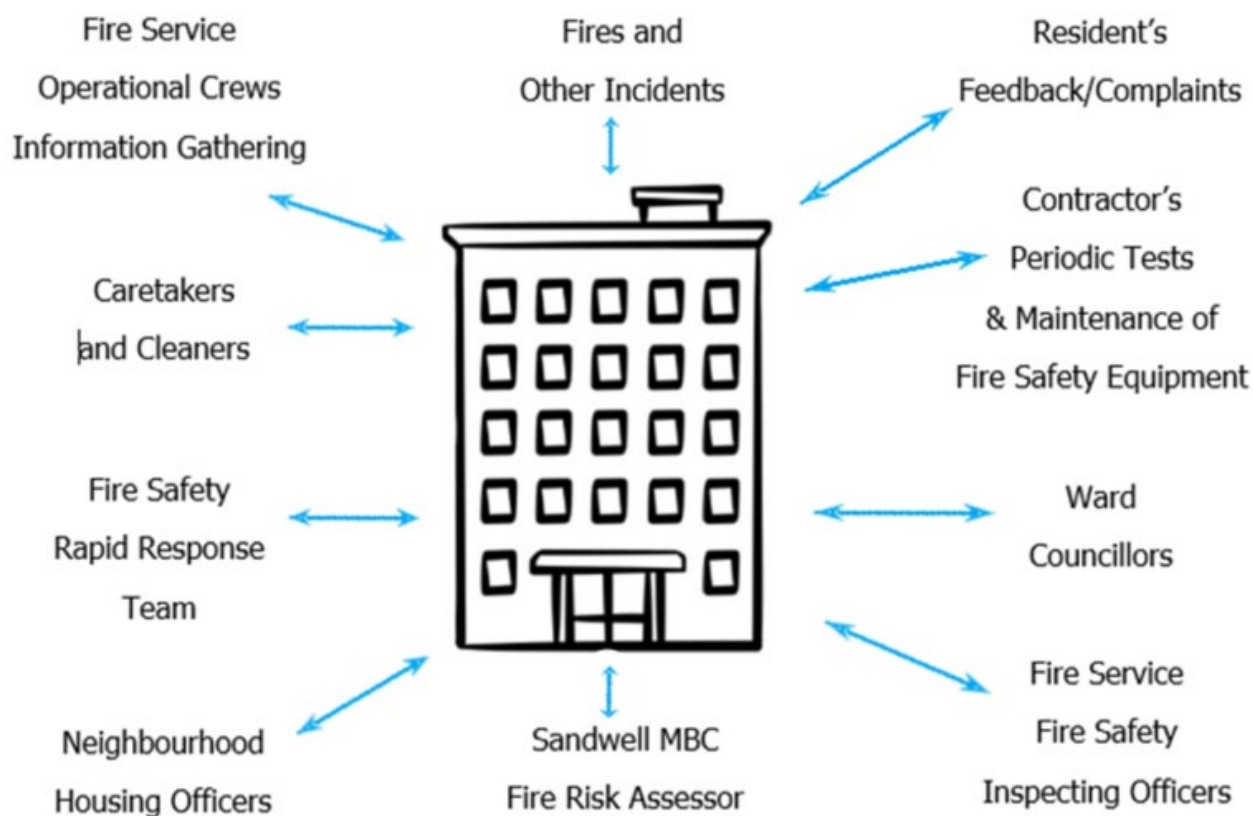 Fire Service
Operational Crews
Information Gathering
Fires and
Other Incidents
Resident's
Feedback/Complaints
Contractor's
Periodic Tests
& Maintenance of
Fire Safety Equipment
Caretakers
and Cleaners
Fire Safety
Rapid Response
Team
Ward
Councillors
Neighbourhood
Housing Officers
Sandwell MBC
Fire Risk Assessor
Fire Service
Fire Safety
Inspecting Officers